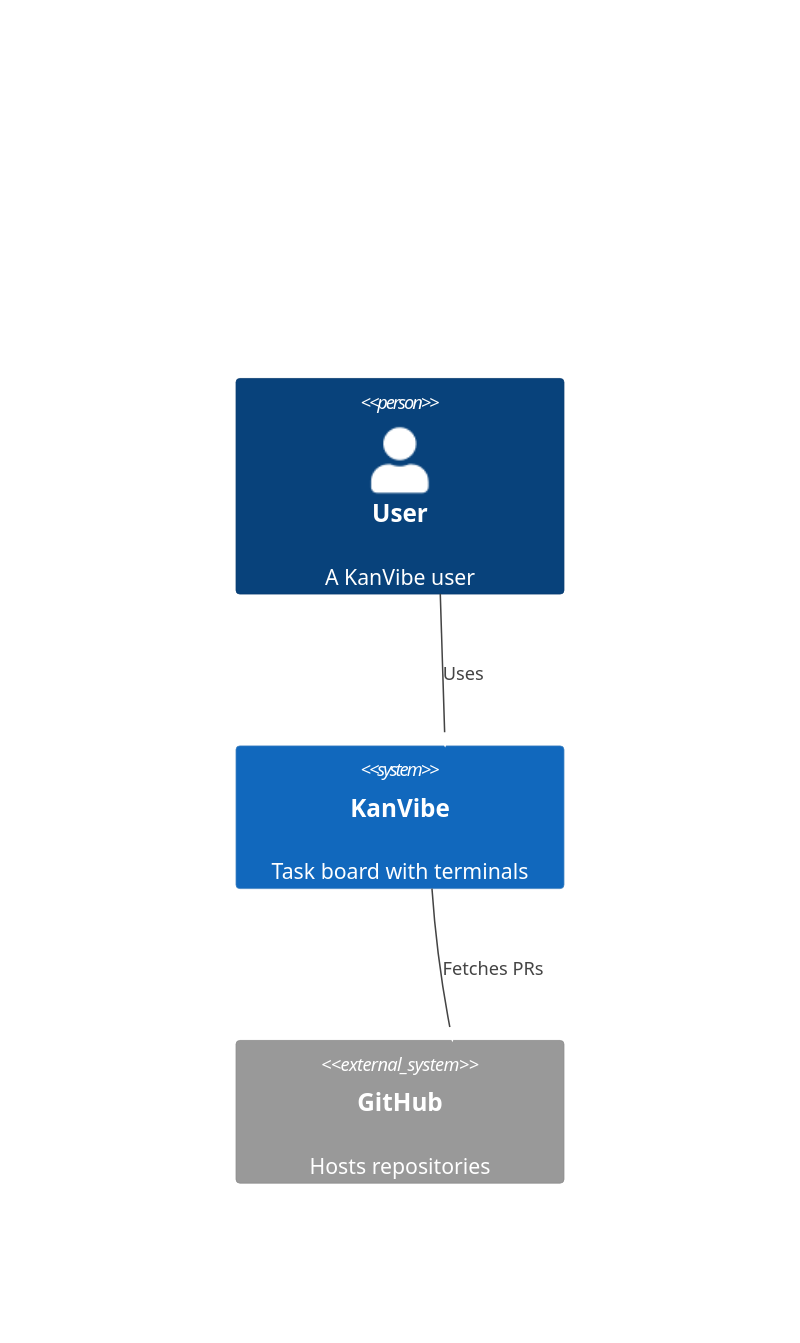 <<person>>
User
A KanVibe user
Uses
<<system>>
KanVibe
Task board with terminals
Fetches PRs
<<external_system>>
GitHub
Hosts repositories